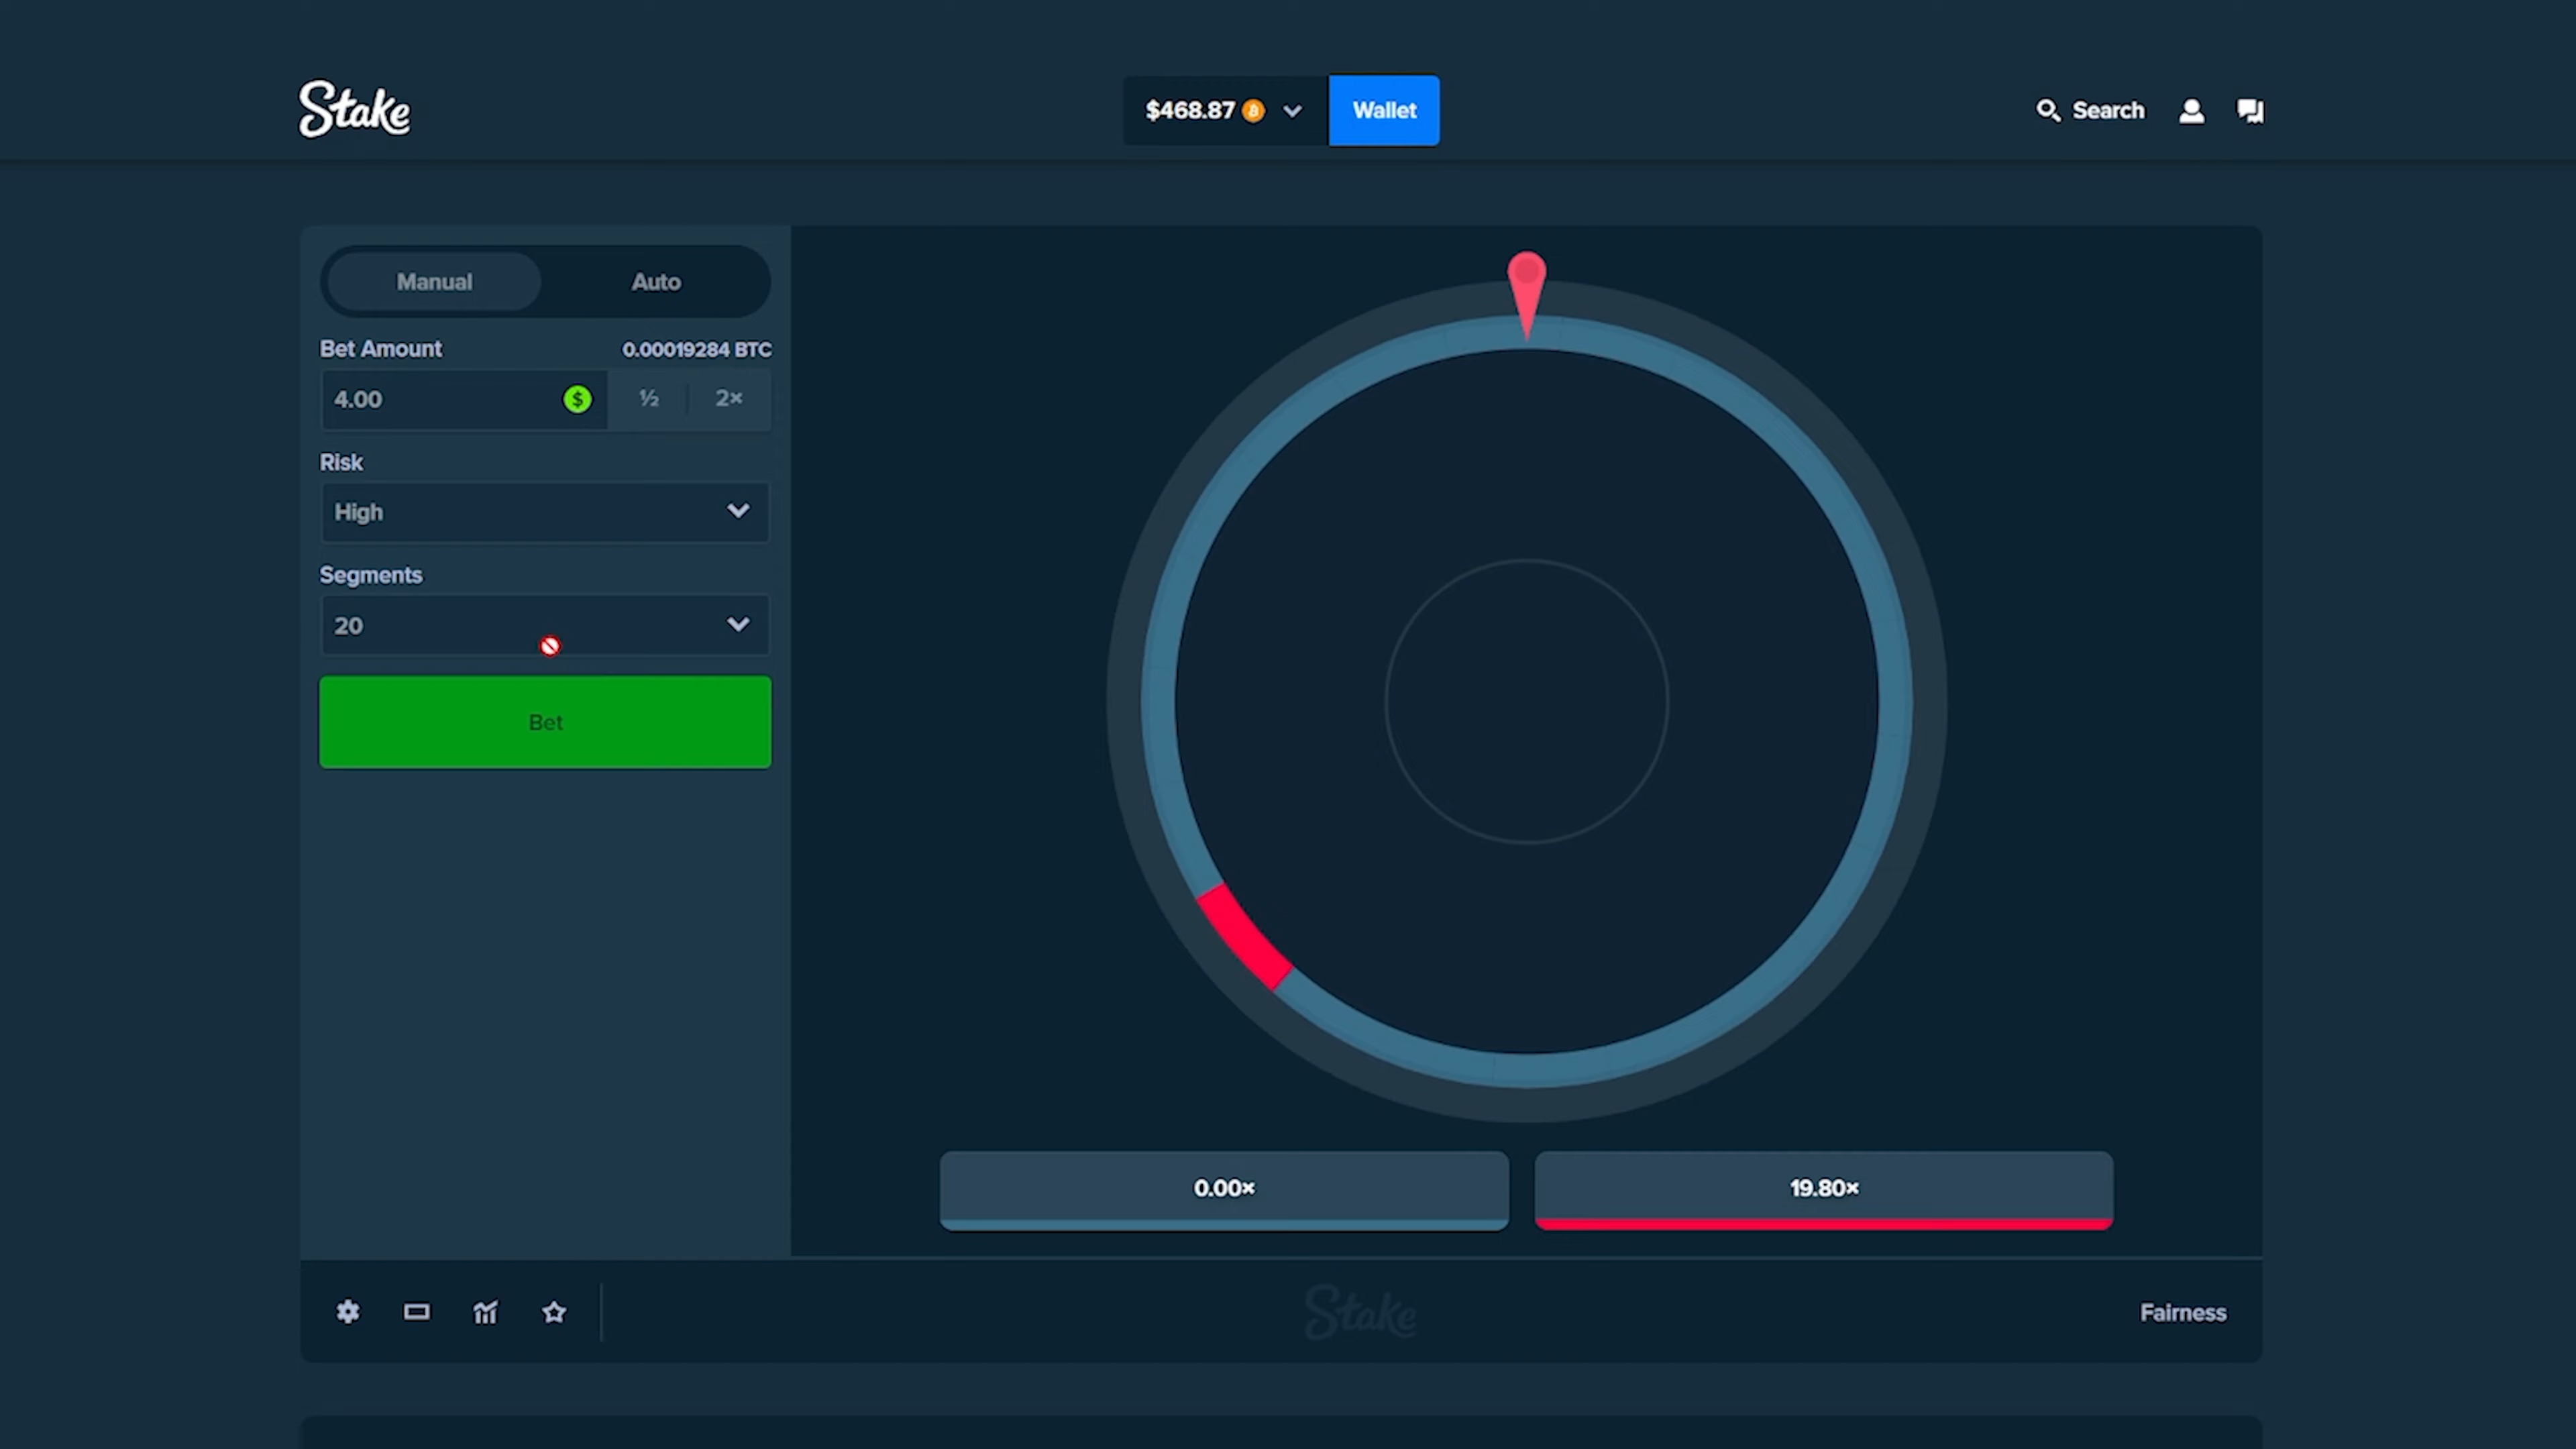 Stake
$468.87
Wallet
Search
Manual
Auto
Bet Amount
0.00019284 BTC
4.00
$
½
2×
Risk
High
Segments
20
Bet
0.00×
19.80×
Stake
Fairness